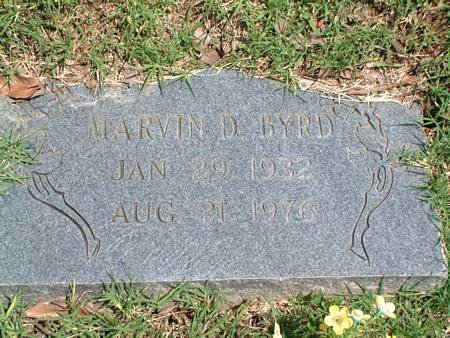 MARVIN D. BYRD
JAN. 29, 1932
AUG. 21, 1976